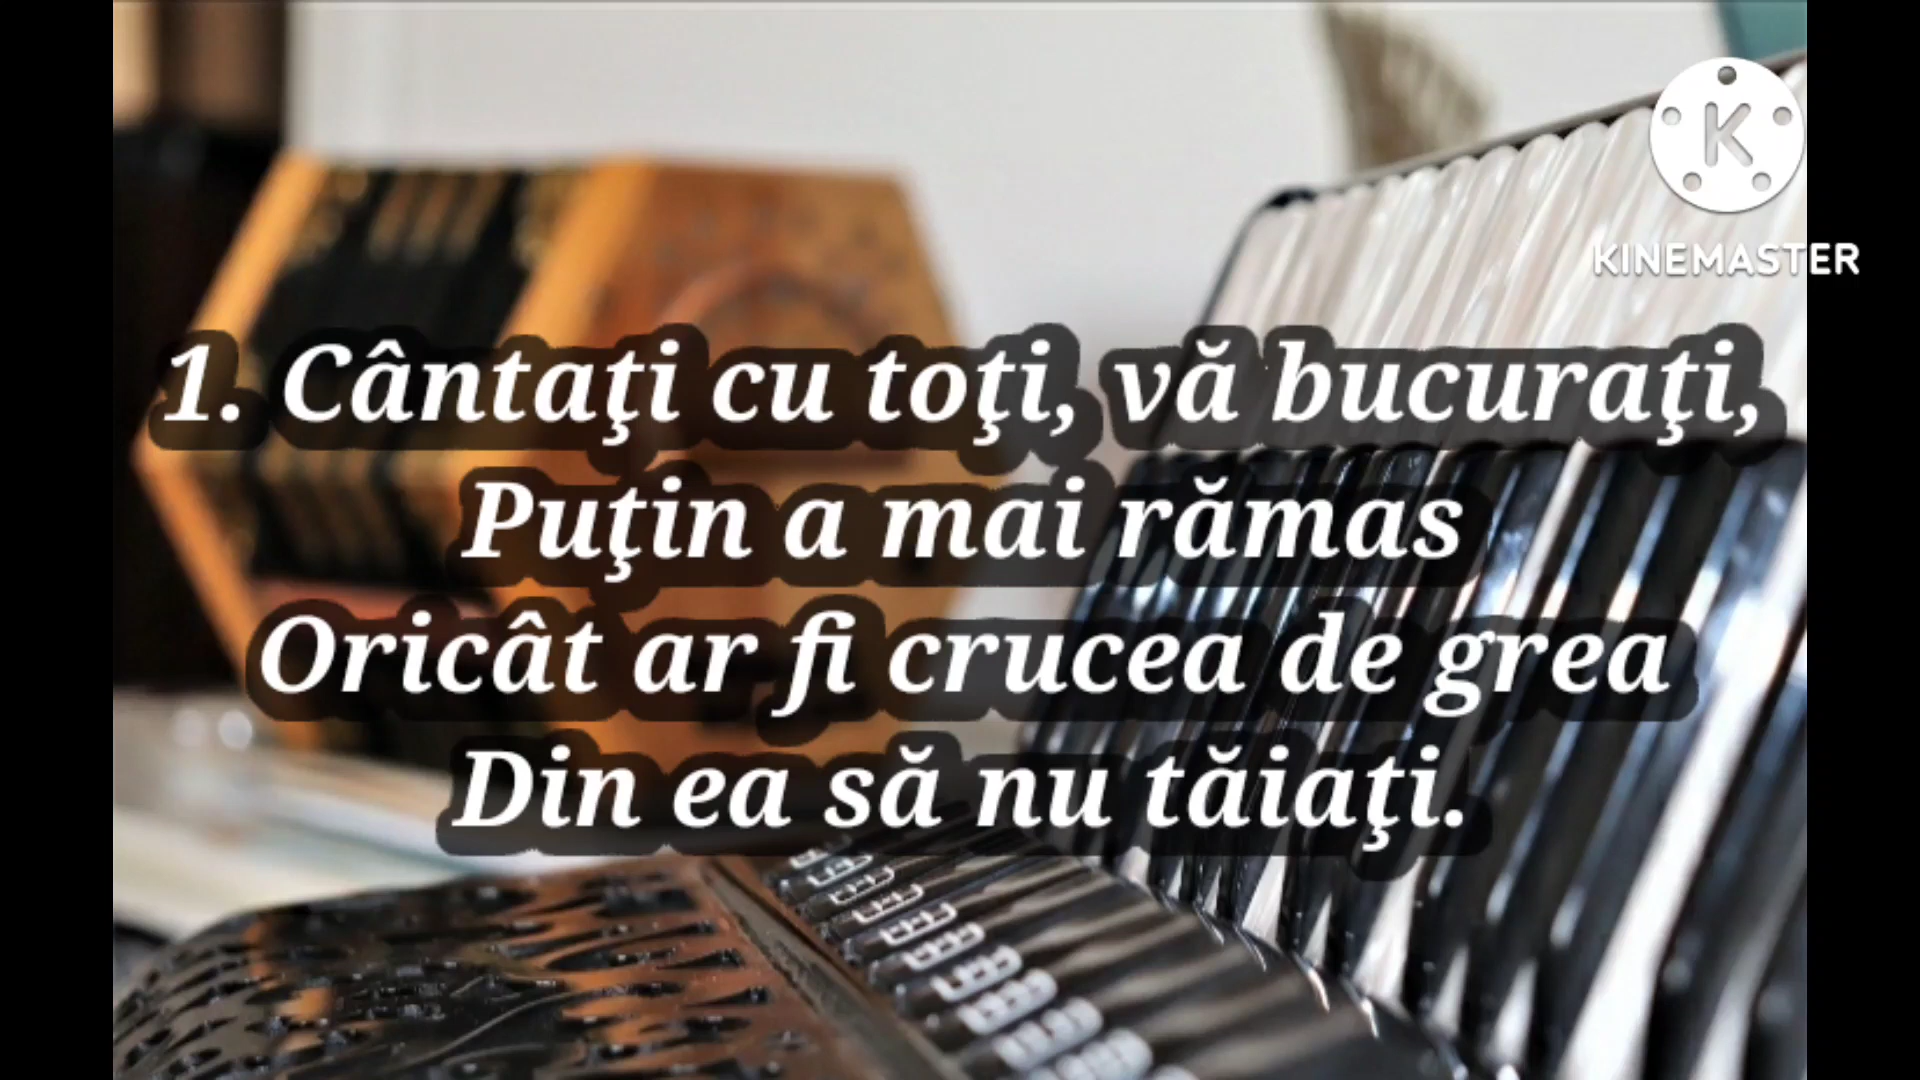 K
KINEMASTER
1. Cântaţi cu toţi, vă bucuraţi,
Puţin a mai rămas
Oricât ar fi crucea de grea
Din ea să nu tăiaţi.